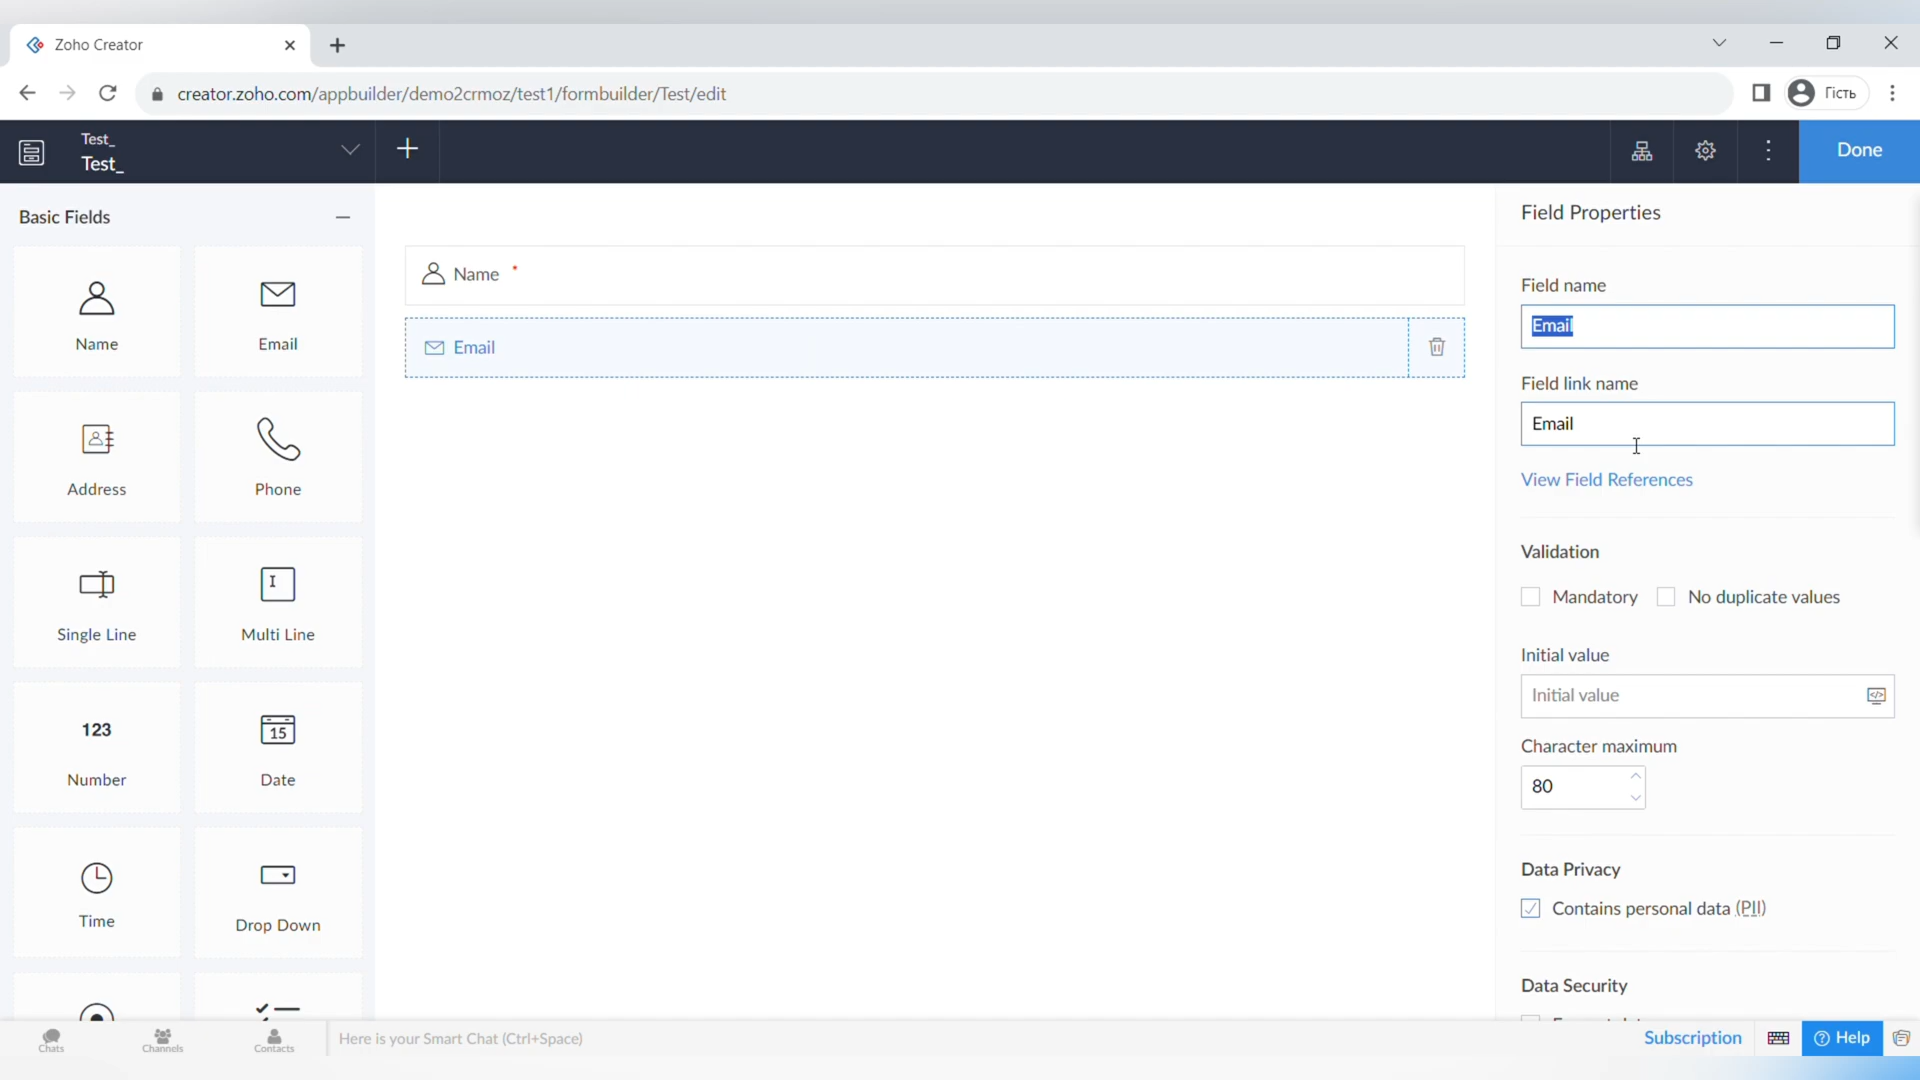 Zoho Creator
creator.zoho.com/appbuilder/demo2crmoz/test1/formbuilder/Test/edit
Гість
Test_
Test_
Done
Basic Fields
Name
Email
Address
Phone
Single Line
Multi Line
123
Number
15
Date
Time
Drop Down
Name *
Email
Field Properties
Field name
Email
Field link name
Email
View Field References
Validation
Mandatory
No duplicate values
Initial value
Initial value
Character maximum
80
Data Privacy
Contains personal data (PII)
Data Security
Chats
Channels
Contacts
Here is your Smart Chat (Ctrl+Space)
Subscription
Help